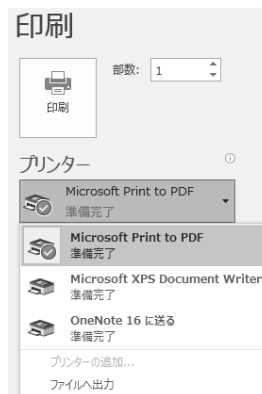 印刷
部数: 1
印刷
プリンター
Microsoft Print to PDF
準備完了
Microsoft Print to PDF
準備完了
Microsoft XPS Document Writer
準備完了
OneNote 16 に送る
準備完了
プリンターの追加...
ファイルへ出力